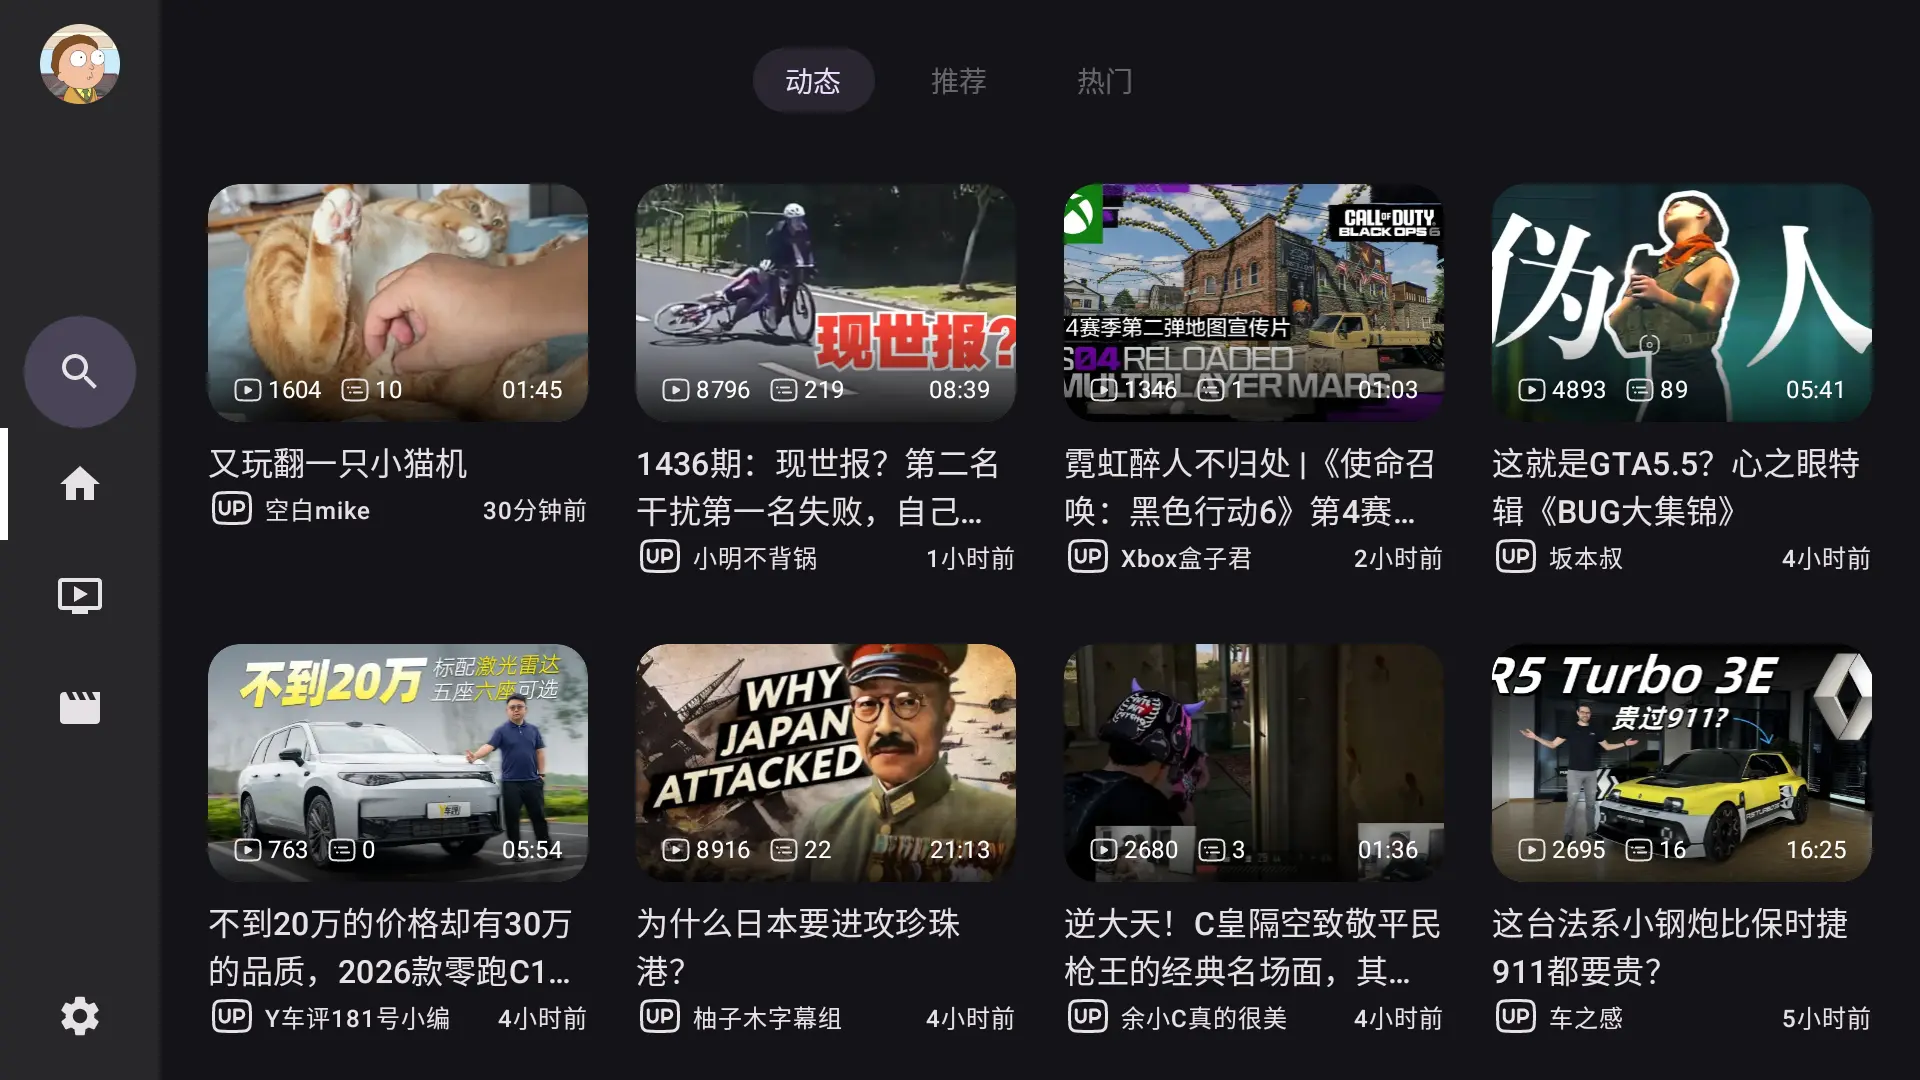 动态
推荐
热门
1604
10
01:45
又玩翻一只小猫机
UP 空白mike
30分钟前
现世报?
8796
219
08:39
1436期：现世报？第二名
干扰第一名失败，自己...
UP 小明不背锅
1小时前
CALL OF DUTY
BLACK OPS 6
4赛季第二弹地图宣传片
S04 RELOADED
MULTIPLAYER MAPS
1346
1
01:03
霓虹醉人不归处 |《使命召
唤：黑色行动6》第4赛...
UP Xbox盒子君
2小时前
伪人
4893
89
05:41
这就是GTA5.5？心之眼特
辑《BUG大集锦》
UP 坂本叔
4小时前
不到20万
标配激光雷达
五座六座可选
763
0
05:54
不到20万的价格却有30万
的品质，2026款零跑C1...
UP Y车评181号小编
4小时前
WHY
JAPAN
ATTACKED
8916
22
21:13
为什么日本要进攻珍珠
港？
UP 柚子木字幕组
4小时前
2680
3
01:36
逆大天！C皇隔空致敬平民
枪王的经典名场面，其...
UP 余小C真的很美
4小时前
R5 Turbo 3E
贵过911?
2695
16
16:25
这台法系小钢炮比保时捷
911都要贵？
UP 车之感
5小时前